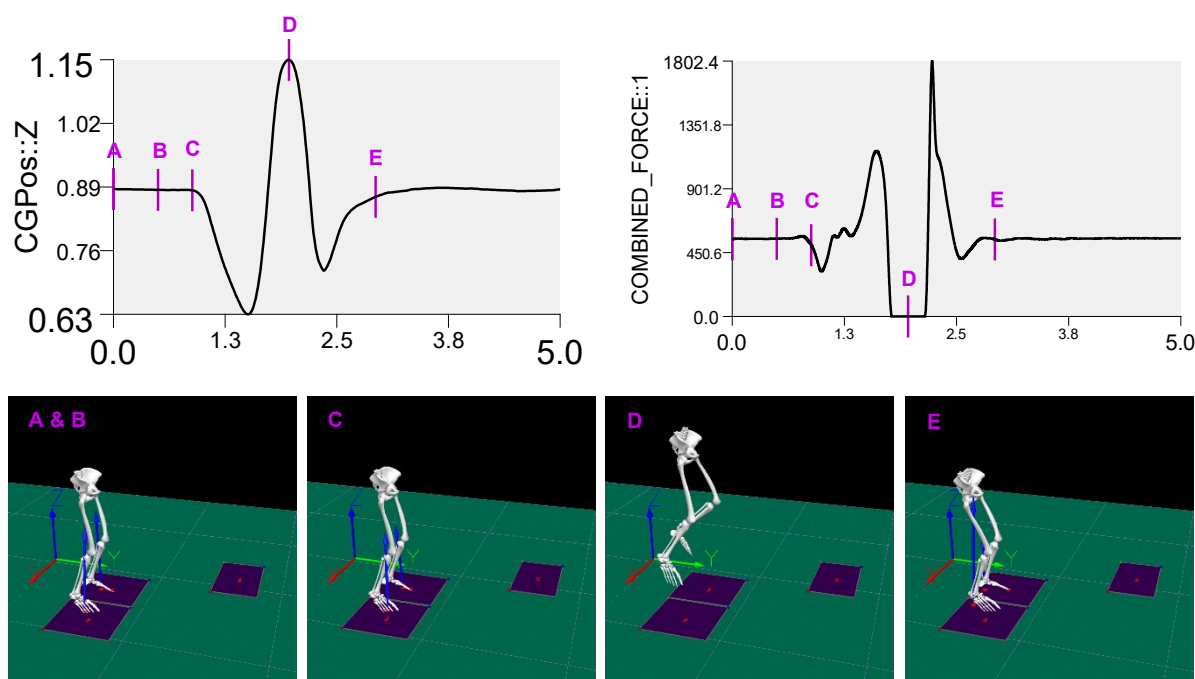 D
1.15
1.02
A B C
E
0.89
0.76
0.63
CGPos::Z
0.0 1.3 2.5 3.8 5.0
1802.4
1351.8
901.2
A B C
E
450.6
D
0.0
COMBINED_FORCE::1
0.0 1.3 2.5 3.8 5.0
A & B
Z
Y
C
Y
D
Y
E
Y